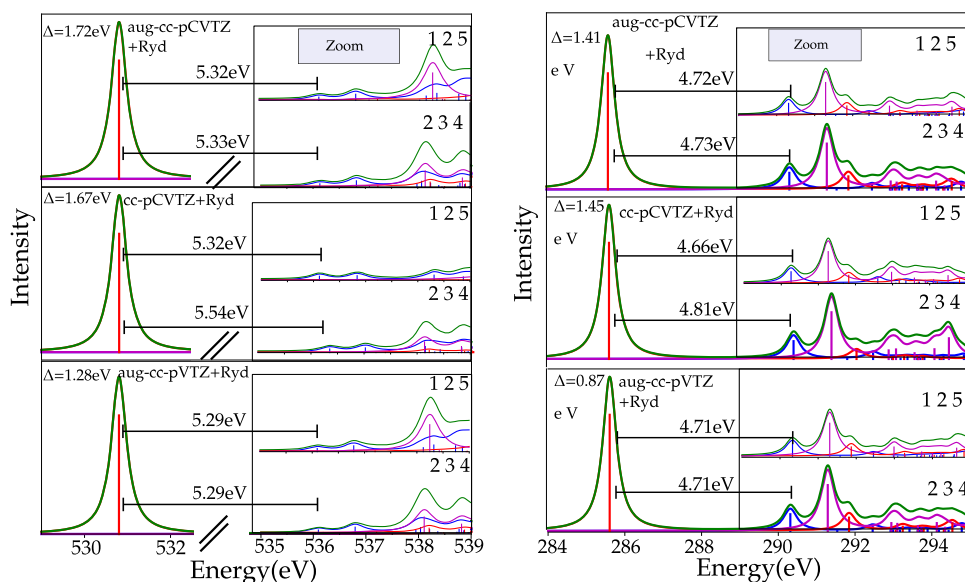 Δ=1.72eV
aug-cc-pCVTZ
+Ryd
Zoom
1 2 5
5.32eV
5.33eV
2 3 4
Δ=1.67eV
cc-pCVTZ+Ryd
1 2 5
5.32eV
5.54eV
2 3 4
Δ=1.28eV
aug-cc-pVTZ+Ryd
1 2 5
5.29eV
5.29eV
2 3 4
Intensity
530
532
535
536
537
538
539
Energy(eV)
aug-cc-pCVTZ
Δ=1.41
+Ryd
e V
Zoom
1 2 5
4.72eV
4.73eV
2 3 4
Δ=1.45
cc-pCVTZ+Ryd
e V
1 2 5
4.66eV
4.81eV
2 3 4
Δ=0.87
aug-cc-pVTZ
+Ryd
e V
1 2 5
4.71eV
4.71eV
2 3 4
Intensity
284
286
288
290
292
294
Energy(eV)